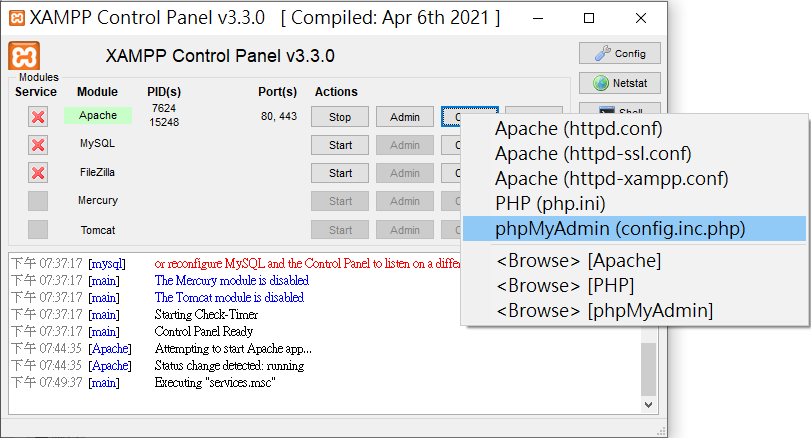 XAMPP Control Panel v3.3.0 [ Compiled: Apr 6th 2021 ]
XAMPP Control Panel v3.3.0
Config
Netstat
Shell
Modules
Service Module PID(s) Port(s) Actions
Apache 7624 15248 80, 443 Stop Admin
MySQL Start Admin
FileZilla Start Admin
Mercury Start Admin
Tomcat Start Admin
Apache (httpd.conf)
Apache (httpd-ssl.conf)
Apache (httpd-xampp.conf)
PHP (php.ini)
phpMyAdmin (config.inc.php)
<Browse> [Apache]
<Browse> [PHP]
<Browse> [phpMyAdmin]
下午 07:37:17 [mysql] or reconfigure MySQL and the Control Panel to listen on a
下午 07:37:17 [main] The Mercury module is disabled
下午 07:37:17 [main] The Tomcat module is disabled
下午 07:37:17 [main] Starting Check-Timer
下午 07:37:17 [main] Control Panel Ready
下午 07:44:35 [Apache] Attempting to start Apache app...
下午 07:44:35 [Apache] Status change detected: running
下午 07:49:37 [main] Executing "services.msc"